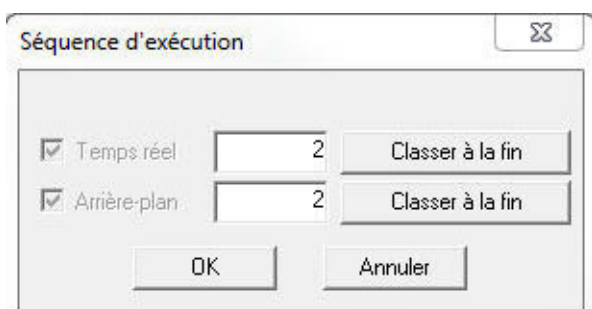 Séquence d'exécution
Temps réel 2 Classer à la fin
Arrière-plan 2 Classer à la fin
OK Annuler